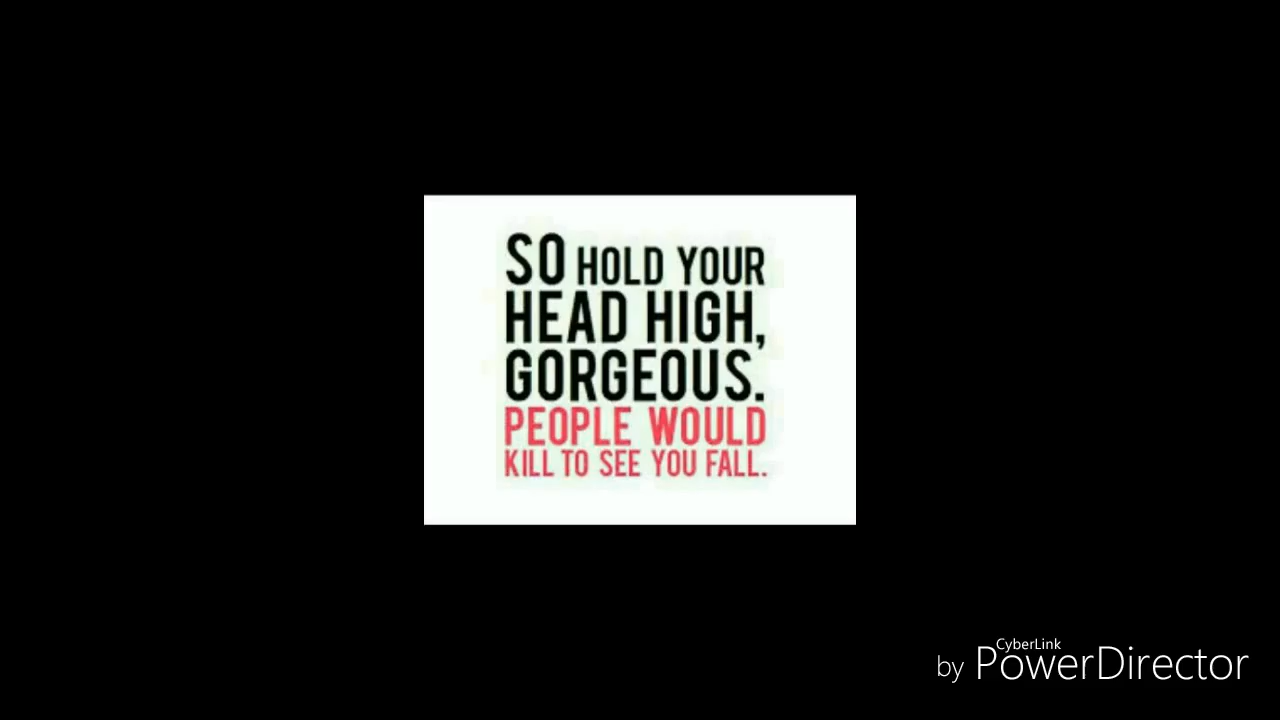 SO HOLD YOUR
HEAD HIGH,
GORGEOUS.
PEOPLE WOULD
KILL TO SEE YOU FALL.
CyberLink
by PowerDirector